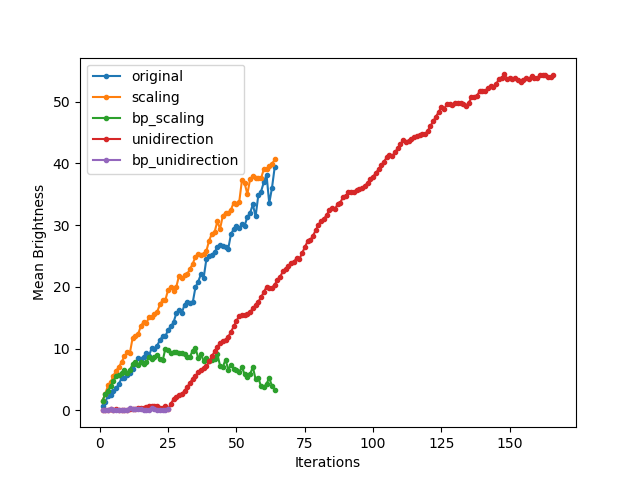 original
scaling
bp_scaling
unidirection
bp_unidirection
50
40
30
20
10
0
Mean Brightness
0 25 50 75 100 125 150
Iterations